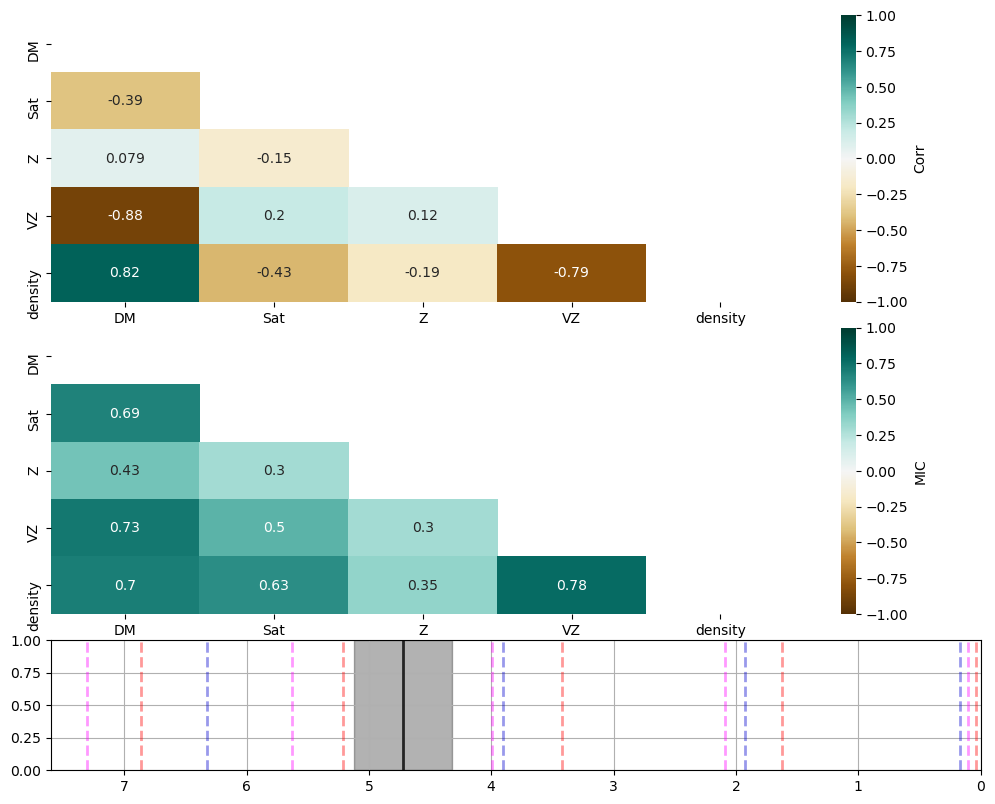 1.00
DM
0.75
Sat
-0.39
0.50
0.25
Z
0.079
-0.15
0.00
Corr
−0.25
VZ
-0.88
0.2
0.12
−0.50
density
0.82
-0.43
-0.19
-0.79
−0.75
−1.00
DM
Sat
Z
VZ
density
1.00
DM
0.75
Sat
0.69
0.50
0.25
Z
0.43
0.3
0.00
MIC
−0.25
VZ
0.73
0.5
0.3
−0.50
density
0.7
0.63
0.35
0.78
−0.75
−1.00
DM
Sat
Z
VZ
density
1.00
0.75
0.50
0.25
0.00
7
6
5
4
3
2
1
0